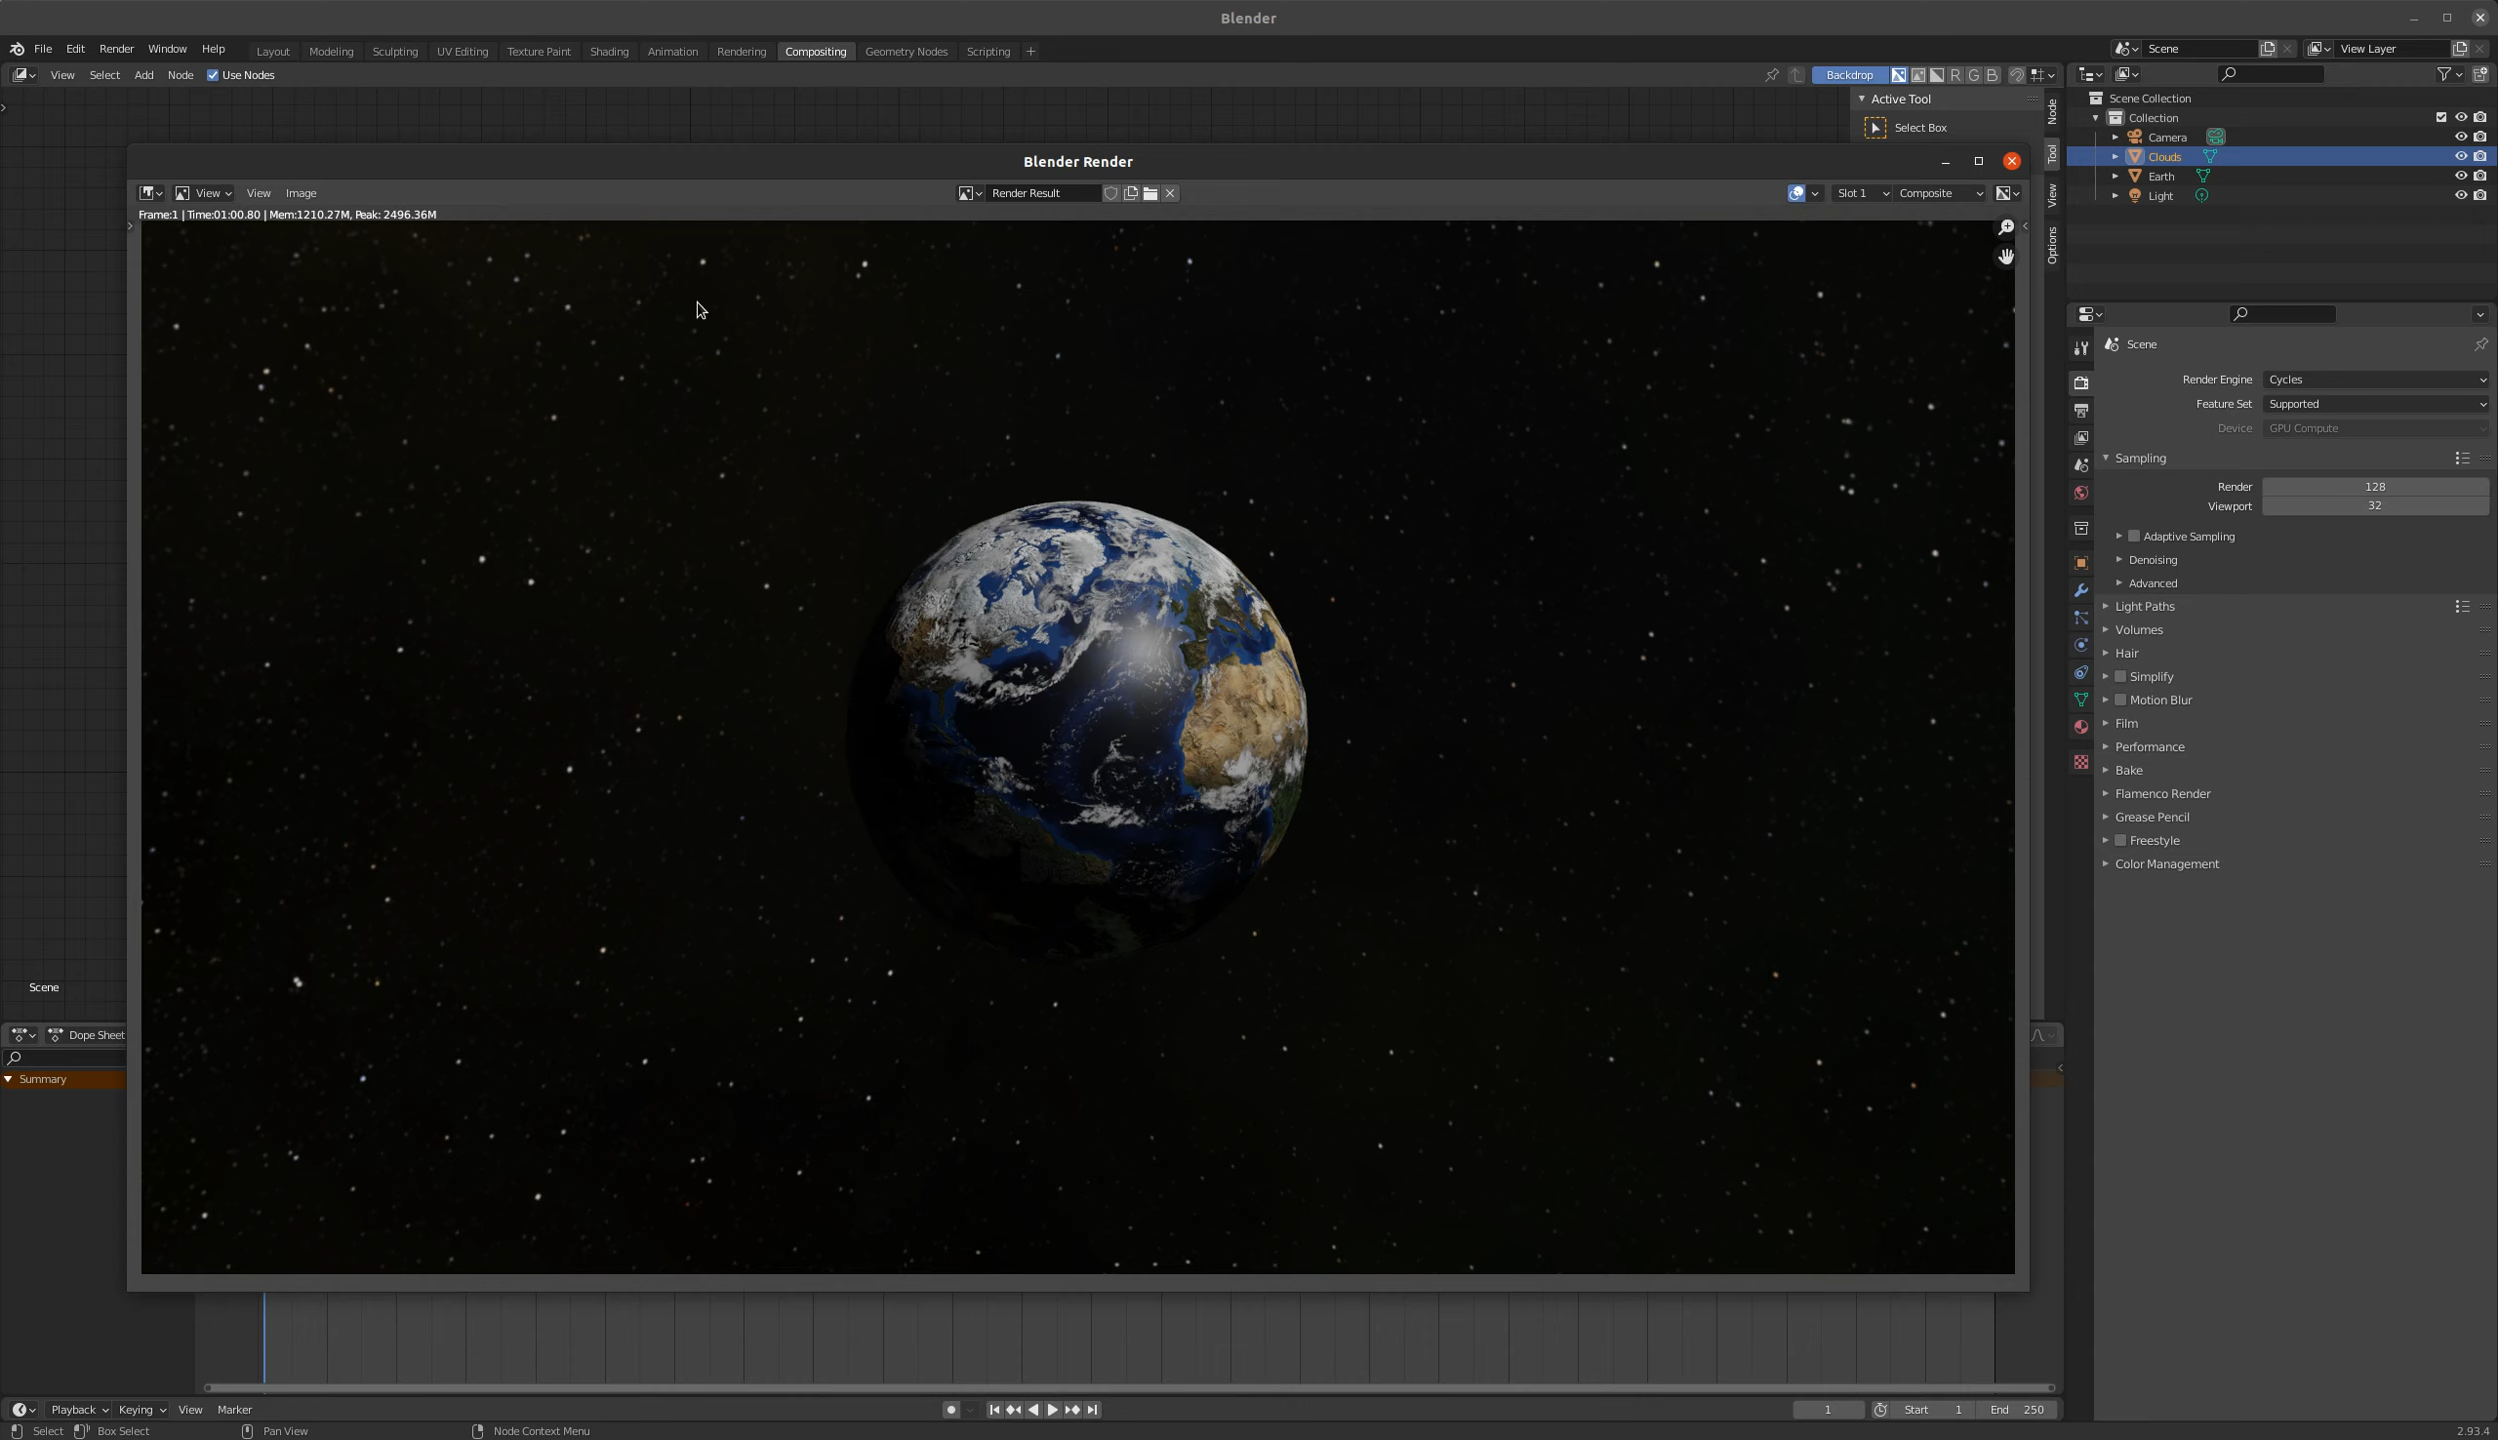 Blender
File Edit Render Window Help Layout Modeling Sculpting UV Editing Texture Paint Shading Animation Rendering Compositing Geometry Nodes Scripting + Scene View Layer
View Select Add Node Use Nodes Backdrop R G B
Scene Collection
Active Tool
Node
Collection
Select Box
Camera
Tool
Clouds
Blender Render
Earth
View View Image Render Result Slot 1 Composite
View
Light
Frame:1 | Time:01:00.80 | Mem:1210.27M, Peak: 2496.36M
Options
Scene
Render Engine Cycles
Feature Set Supported
Device GPU Compute
Sampling
Render 128
Viewport 32
Adaptive Sampling
Denoising
Advanced
Light Paths
Volumes
Hair
Simplify
Motion Blur
Film
Performance
Bake
Flamenco Render
Grease Pencil
Freestyle
Color Management
Scene
Dope Sheet
Summary
Playback Keying View Marker 1 Start 1 End 250
Select Box Select Pan View Node Context Menu 2.93.4